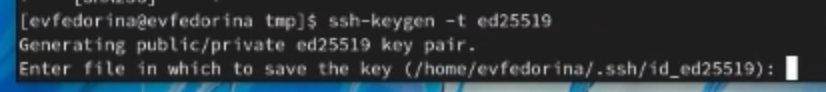 [evfedorina@evfedorina tmp]$ ssh-keygen -t ed25519
Generating public/private ed25519 key pair.
Enter file in which to save the key (/home/evfedorina/.ssh/id_ed25519):